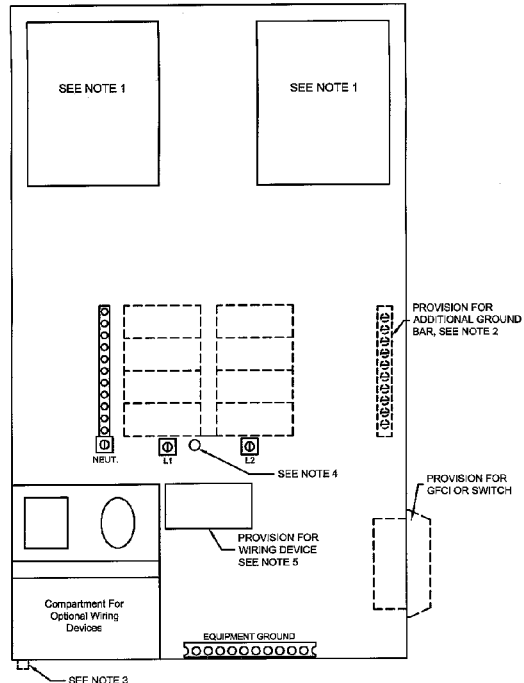 SEE NOTE 1
SEE NOTE 1
PROVISION FOR
ADDITIONAL GROUND
BAR, SEE NOTE 2
NEUT.
L1
L2
SEE NOTE 4
PROVISION FOR
GFCI OR SWITCH
PROVISION FOR
WIRING DEVICE
SEE NOTE 5
Compartment For
Optional Wiring
Devices
EQUIPMENT GROUND
SEE NOTE 3